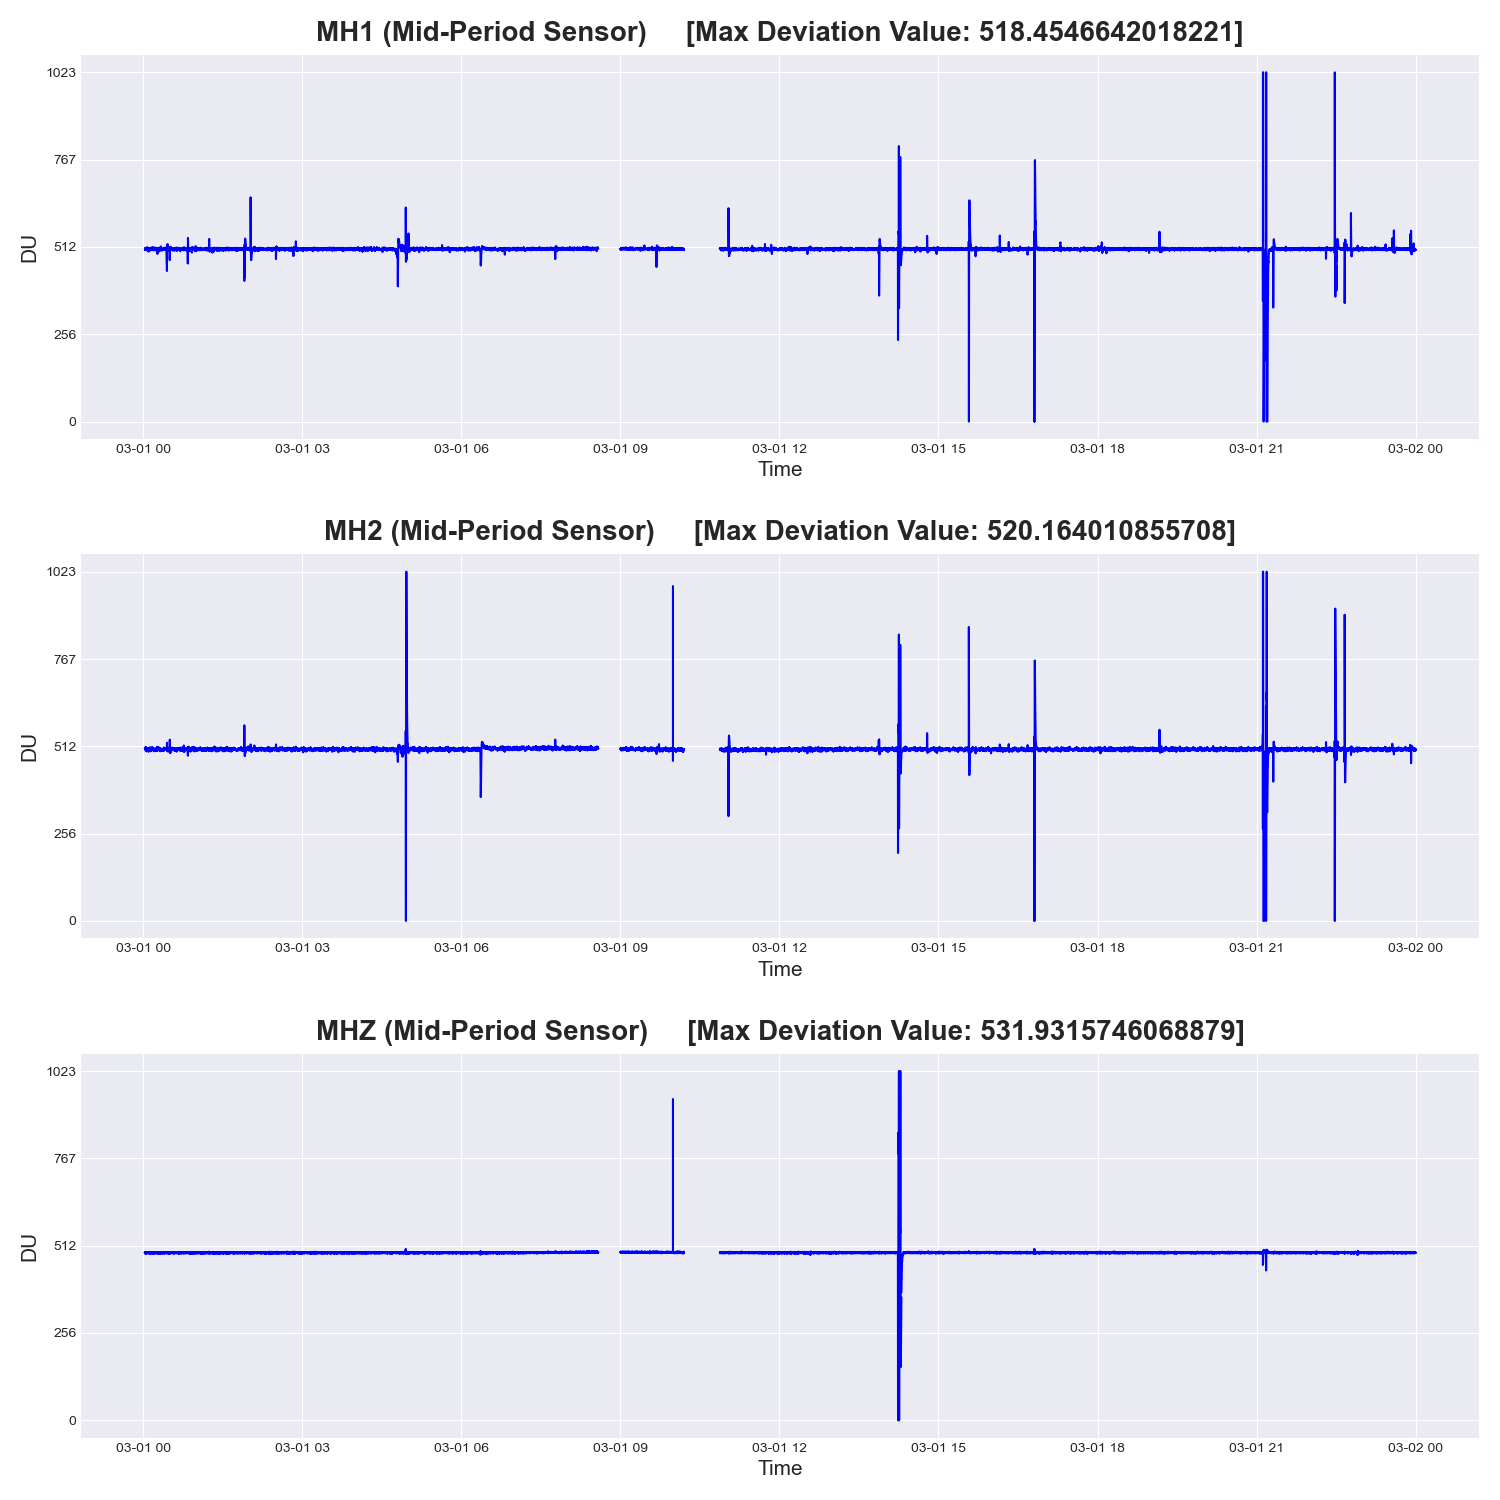 MH1 (Mid-Period Sensor) [Max Deviation Value: 518.4546642018221]
1023
767
512
256
0
DU
03-01 00 03-01 03 03-01 06 03-01 09 03-01 12 03-01 15 03-01 18 03-01 21 03-02 00
Time
MH2 (Mid-Period Sensor) [Max Deviation Value: 520.164010855708]
1023
767
512
256
0
DU
03-01 00 03-01 03 03-01 06 03-01 09 03-01 12 03-01 15 03-01 18 03-01 21 03-02 00
Time
MHZ (Mid-Period Sensor) [Max Deviation Value: 531.9315746068879]
1023
767
512
256
0
DU
03-01 00 03-01 03 03-01 06 03-01 09 03-01 12 03-01 15 03-01 18 03-01 21 03-02 00
Time